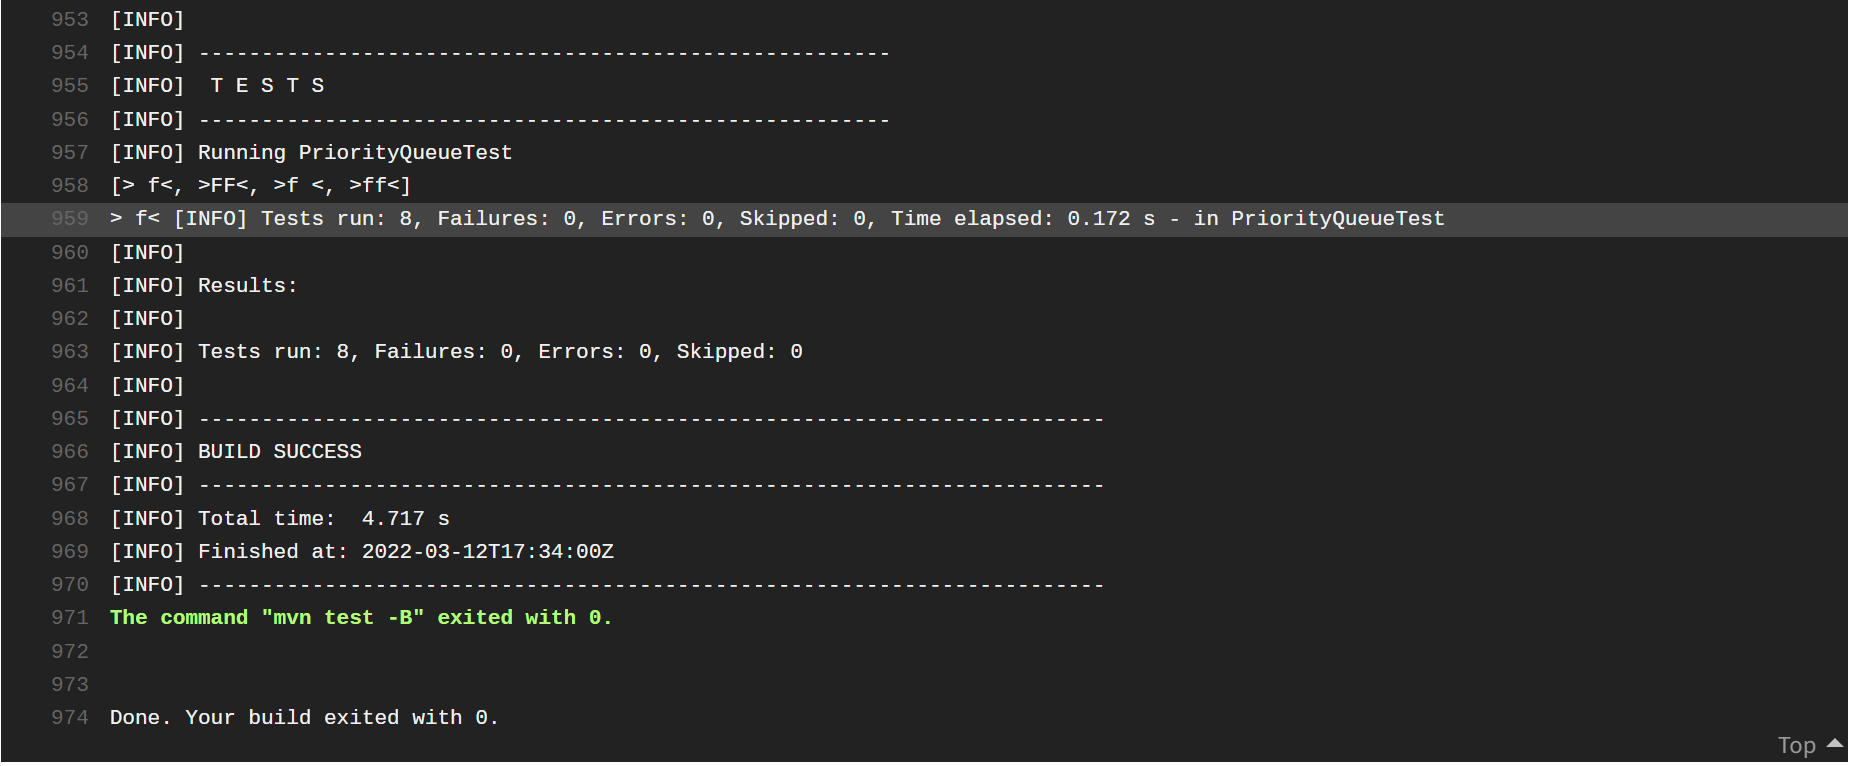 953 [INFO]
954 [INFO] -------------------------------------------------------
955 [INFO]  T E S T S
956 [INFO] -------------------------------------------------------
957 [INFO] Running PriorityQueueTest
958 [> f<, >FF<, >f <, >ff<]
959 > f< [INFO] Tests run: 8, Failures: 0, Errors: 0, Skipped: 0, Time elapsed: 0.172 s - in PriorityQueueTest
960 [INFO]
961 [INFO] Results:
962 [INFO]
963 [INFO] Tests run: 8, Failures: 0, Errors: 0, Skipped: 0
964 [INFO]
965 [INFO] ------------------------------------------------------------------------
966 [INFO] BUILD SUCCESS
967 [INFO] ------------------------------------------------------------------------
968 [INFO] Total time:  4.717 s
969 [INFO] Finished at: 2022-03-12T17:34:00Z
970 [INFO] ------------------------------------------------------------------------
971 The command "mvn test -B" exited with 0.
972
973
974 Done. Your build exited with 0.
Top